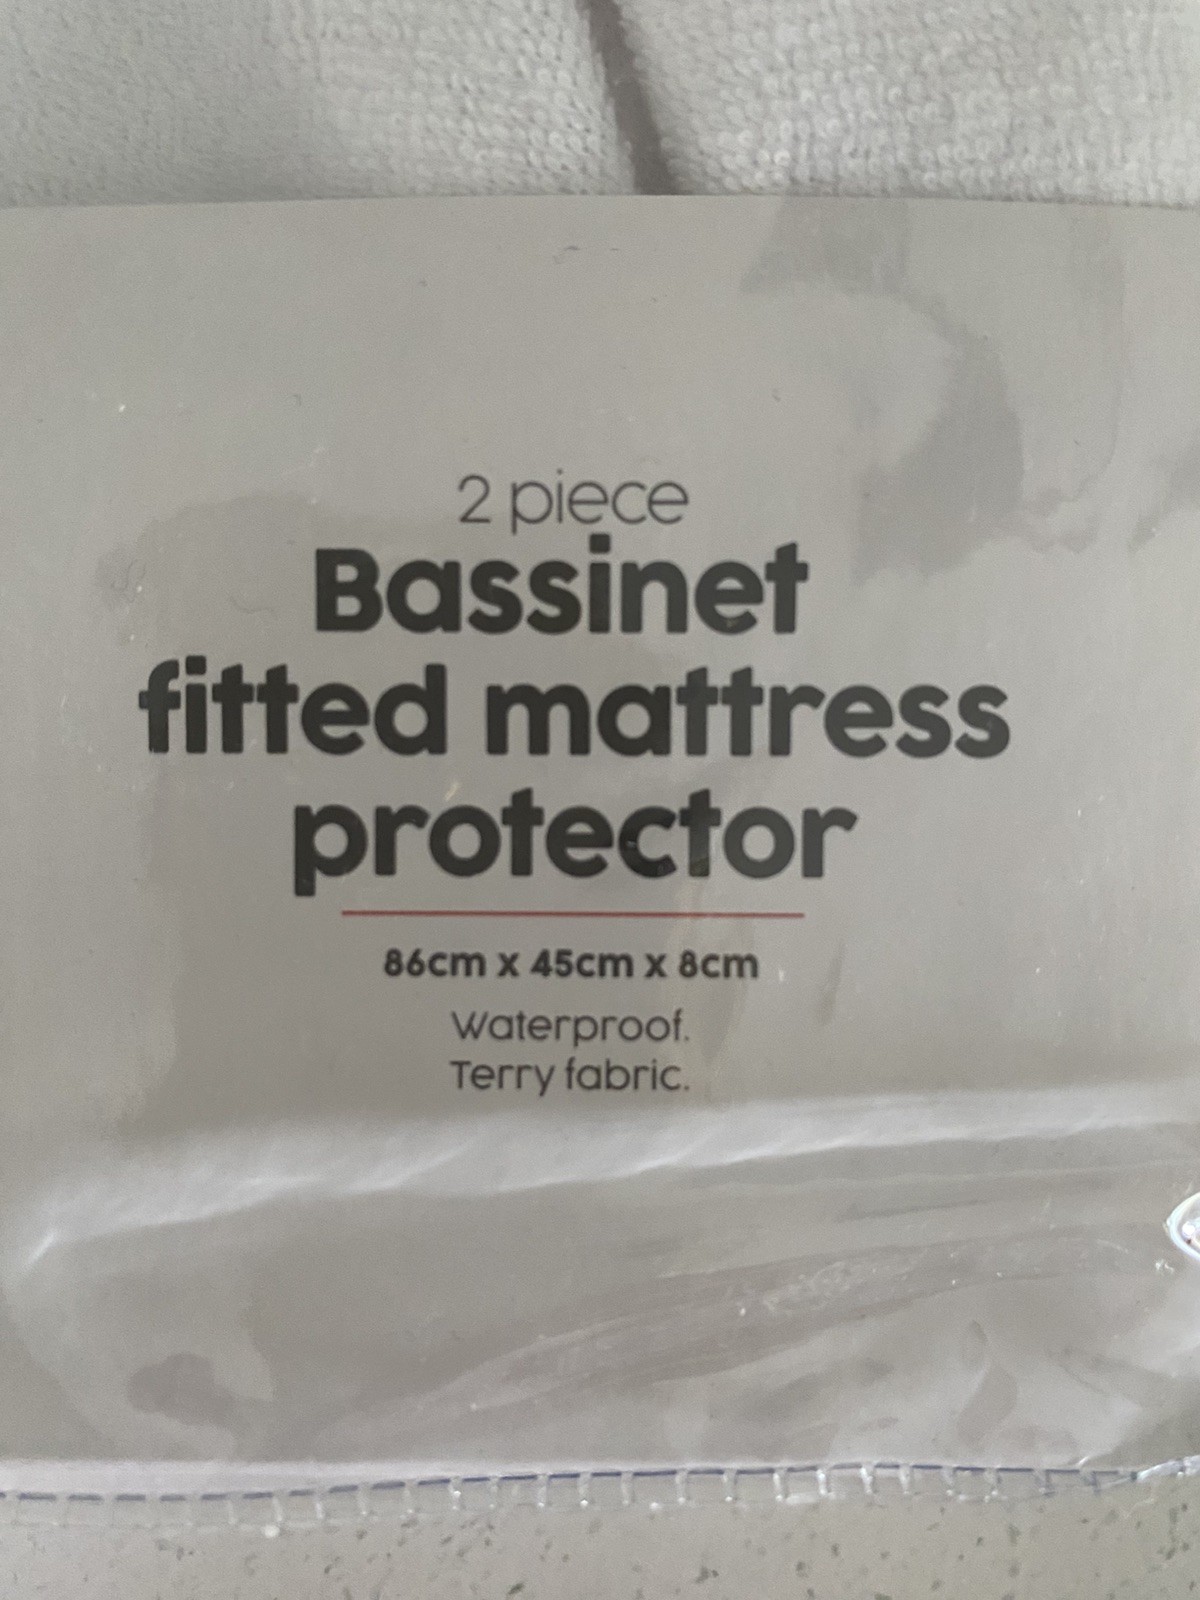 2 piece
Bassinet
fitted mattress
protector
86cm x 45cm x 8cm
Waterproof.
Terry fabric.